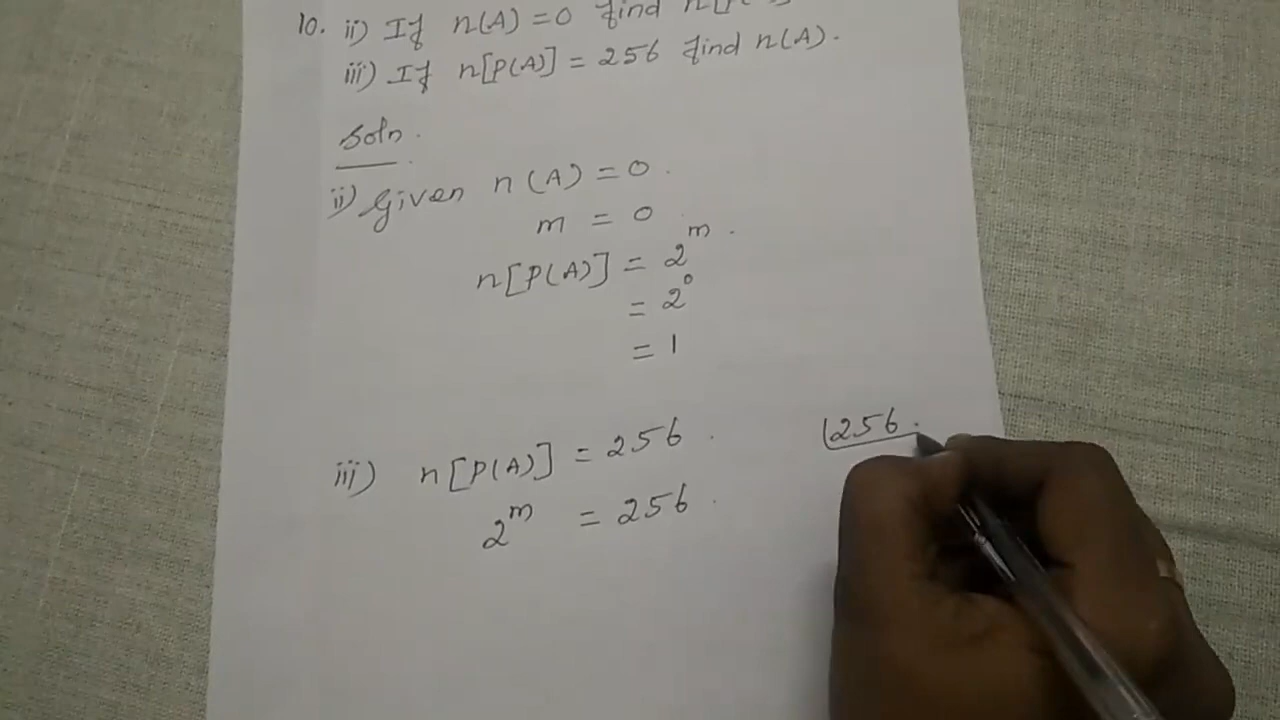 10. ii) If n(A) = 0 find
iii) If n[P(A)] = 256 find n(A).
Soln.
ii) Given n(A) = 0.
m = 0
n[P(A)] = 2^m.
= 2^0
= 1
iii) n[P(A)] = 256. (256.
2^m = 256.